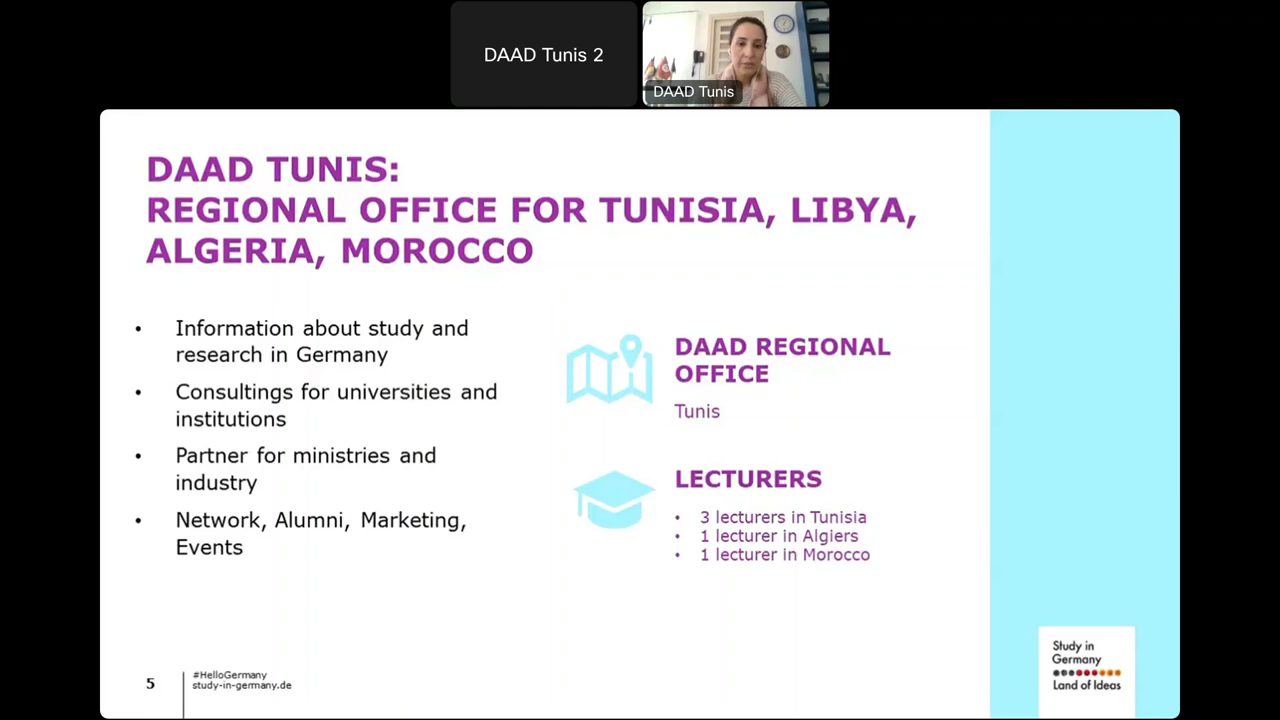 DAAD Tunis 2
DAAD Tunis
DAAD TUNIS:
REGIONAL OFFICE FOR TUNISIA, LIBYA,
ALGERIA, MOROCCO
• Information about study and
research in Germany
• Consultings for universities and
institutions
• Partner for ministries and
industry
• Network, Alumni, Marketing,
Events
DAAD REGIONAL
OFFICE
Tunis
LECTURERS
• 3 lecturers in Tunisia
• 1 lecturer in Algiers
• 1 lecturer in Morocco
5
#HelloGermany
study-in-germany.de
Study in
Germany
Land of Ideas